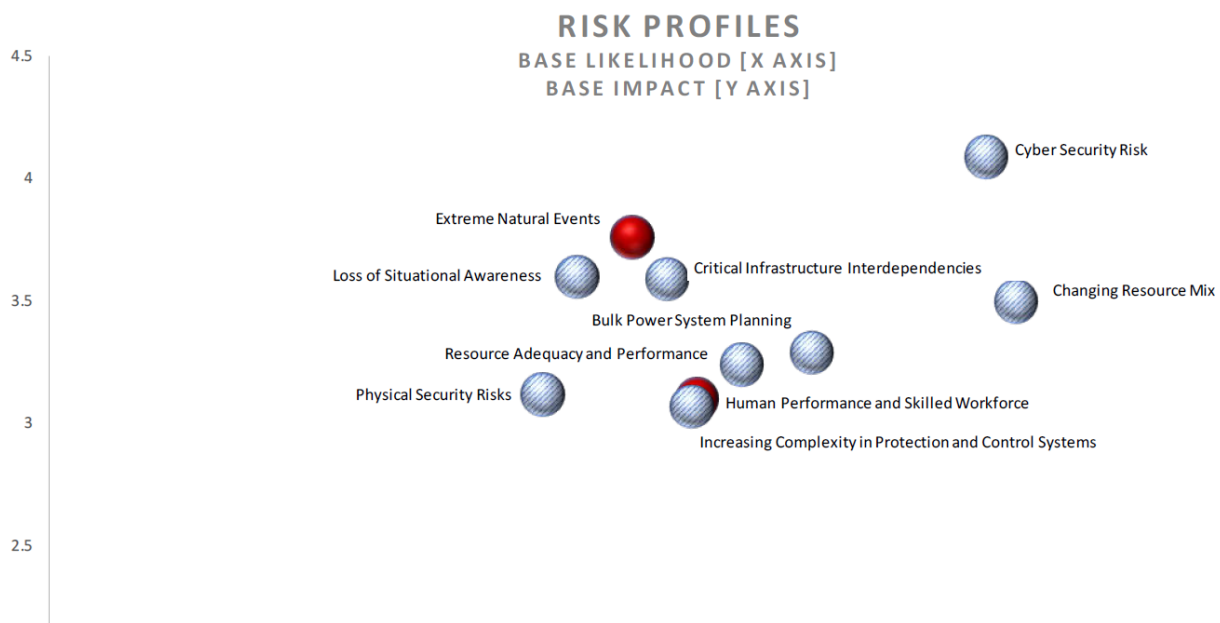 RISK PROFILES
BASE LIKELIHOOD [X AXIS]
BASE IMPACT [Y AXIS]
4.5
Cyber Security Risk
4
Extreme Natural Events
Loss of Situational Awareness
Critical Infrastructure Interdependencies
Changing Resource Mix
3.5
Bulk Power System Planning
Resource Adequacy and Performance
Physical Security Risks
Human Performance and Skilled Workforce
3
Increasing Complexity in Protection and Control Systems
2.5